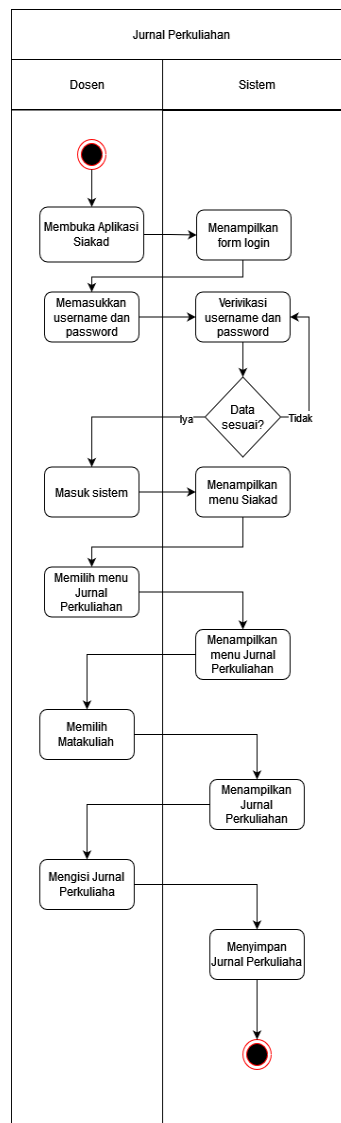 Jurnal Perkuliahan
Dosen
Sistem
Membuka Aplikasi
Siakad
Menampilkan
form login
Memasukkan
username dan
password
Verivikasi
username dan
password
Data
sesuai?
Iya
Tidak
Masuk sistem
Menampilkan
menu Siakad
Memilih menu
Jurnal
Perkuliahan
Menampilkan
menu Jurnal
Perkuliahan
Memilih
Matakuliah
Menampilkan
Jurnal
Perkuliahan
Mengisi Jurnal
Perkuliaha
Menyimpan
Jurnal Perkuliaha